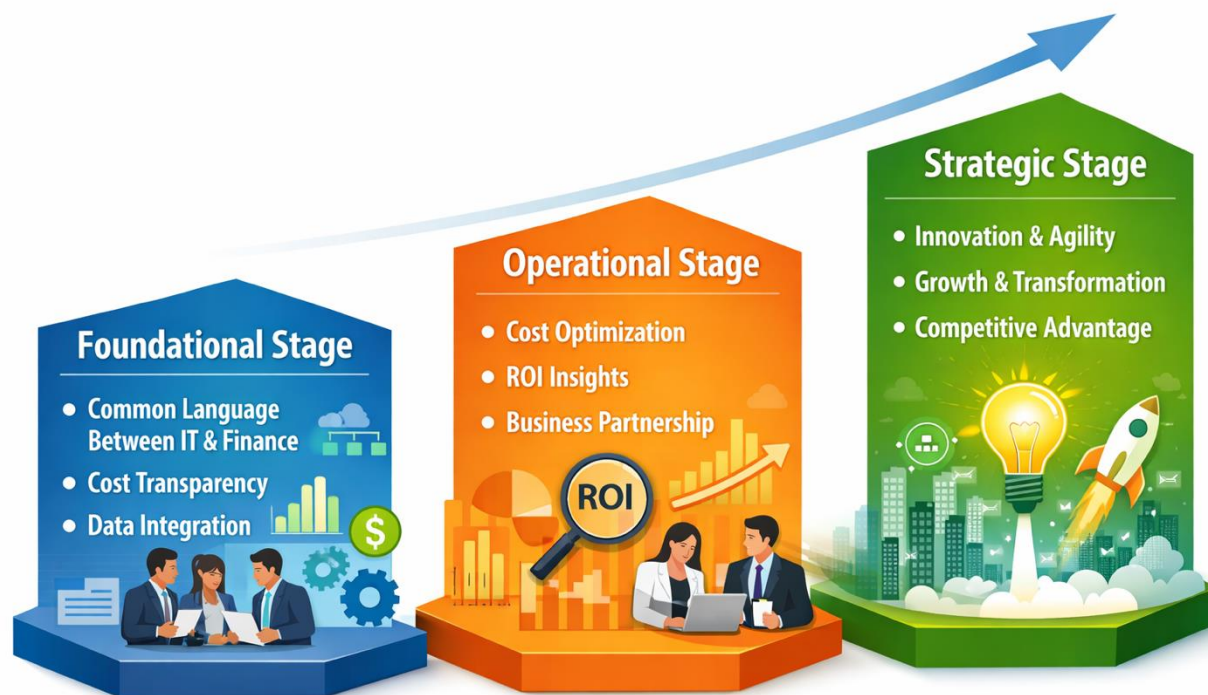 Foundational Stage
• Common Language
Between IT & Finance
• Cost Transparency
• Data Integration
$
Operational Stage
• Cost Optimization
• ROI Insights
• Business Partnership
ROI
Strategic Stage
• Innovation & Agility
• Growth & Transformation
• Competitive Advantage